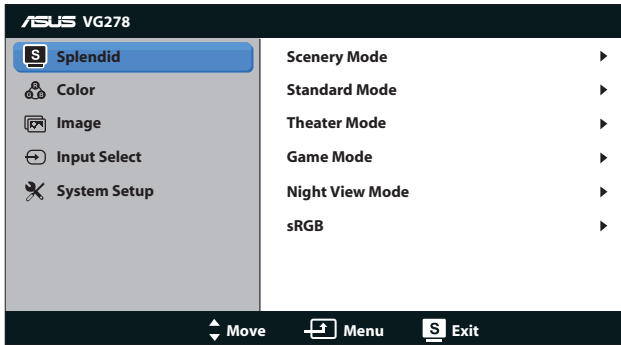 ASUS VG278
S Splendid
Color
Image
Input Select
System Setup
Scenery Mode
Standard Mode
Theater Mode
Game Mode
Night View Mode
sRGB
Move Menu S Exit